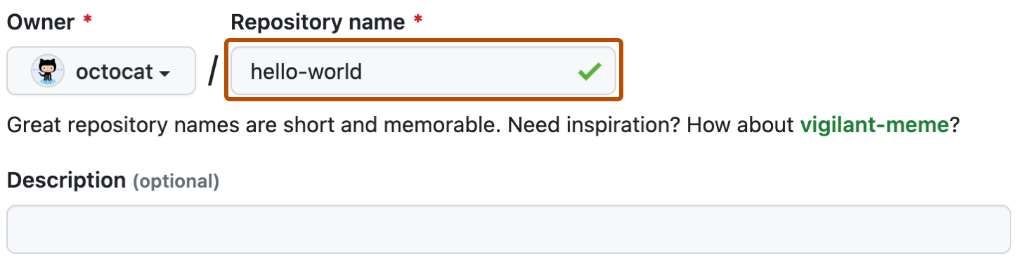 Owner * Repository name *
octocat / hello-world
Great repository names are short and memorable. Need inspiration? How about vigilant-meme?
Description (optional)